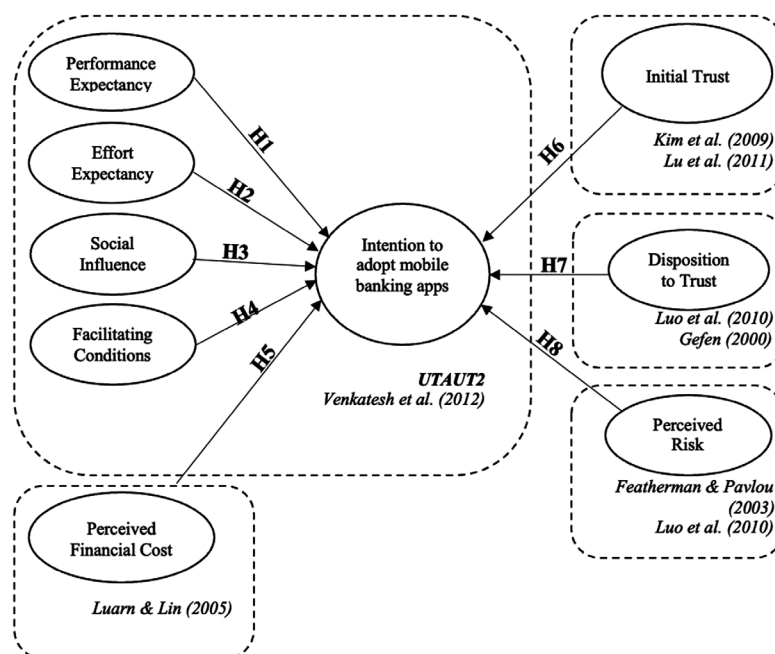 Performance
Expectancy
Effort
Expectancy
Social
Influence
Facilitating
Conditions
H1
H2
H3
H4
H5
Intention to
adopt mobile
banking apps
UTAUT2
Venkatesh et al. (2012)
Perceived
Financial Cost
Luarn & Lin (2005)
H6
H7
H8
Initial Trust
Kim et al. (2009)
Lu et al. (2011)
Disposition
to Trust
Luo et al. (2010)
Gefen (2000)
Perceived
Risk
Featherman & Pavlou
(2003)
Luo et al. (2010)